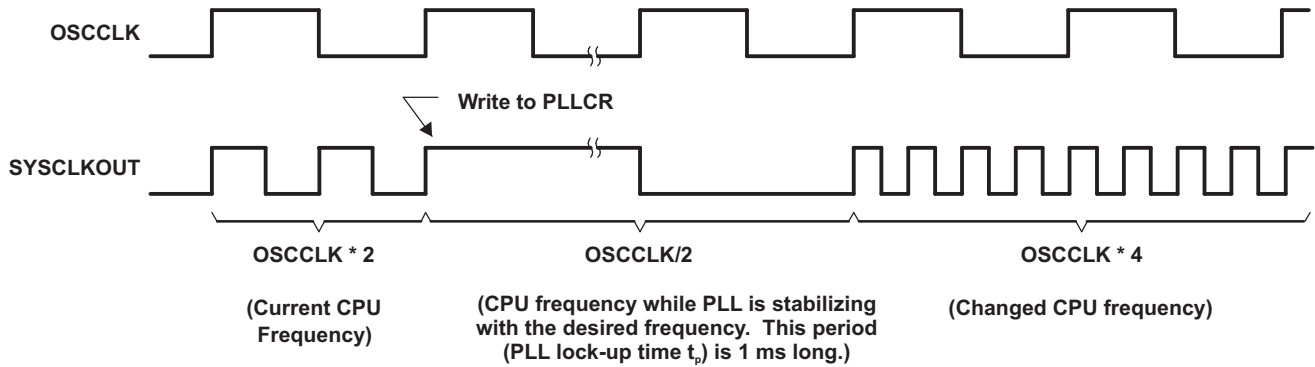 OSCCLK
Write to PLLCR
SYSCLKOUT
OSCCLK * 2
(Current CPU
Frequency)
OSCCLK/2
(CPU frequency while PLL is stabilizing
with the desired frequency. This period
(PLL lock-up time tp) is 1 ms long.)
OSCCLK * 4
(Changed CPU frequency)